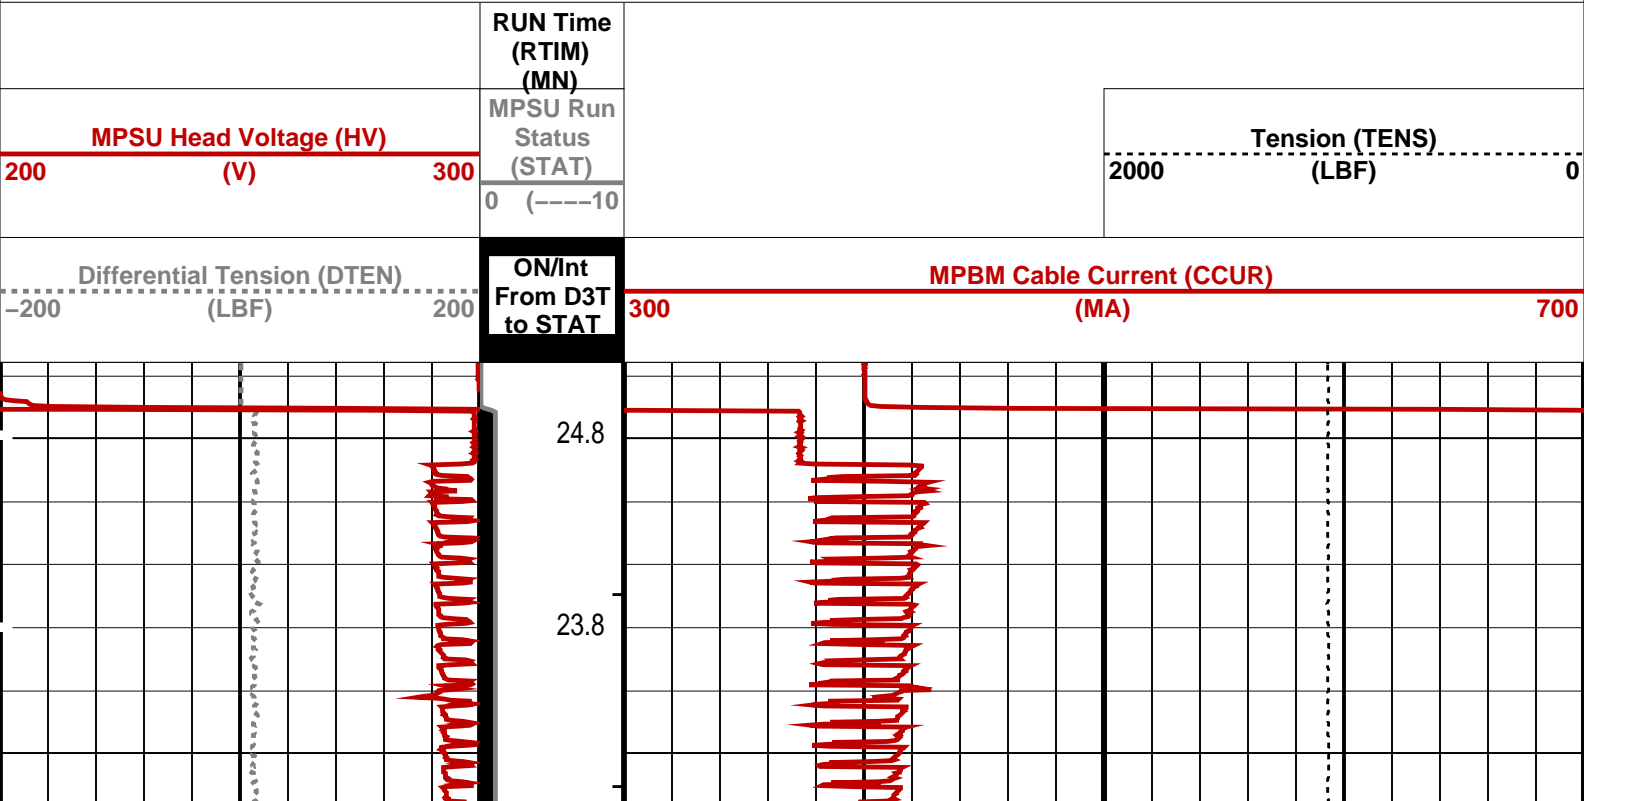 RUN Time
(RTIM)
(MN)
MPSU Head Voltage (HV)
200 (V) 300
MPSU Run
Status
(STAT)
0 (−−−−10
Tension (TENS)
2000 (LBF) 0
Differential Tension (DTEN)
−200 (LBF) 200
ON/Int
From D3T
to STAT
MPBM Cable Current (CCUR)
300 (MA) 700
24.8
23.8